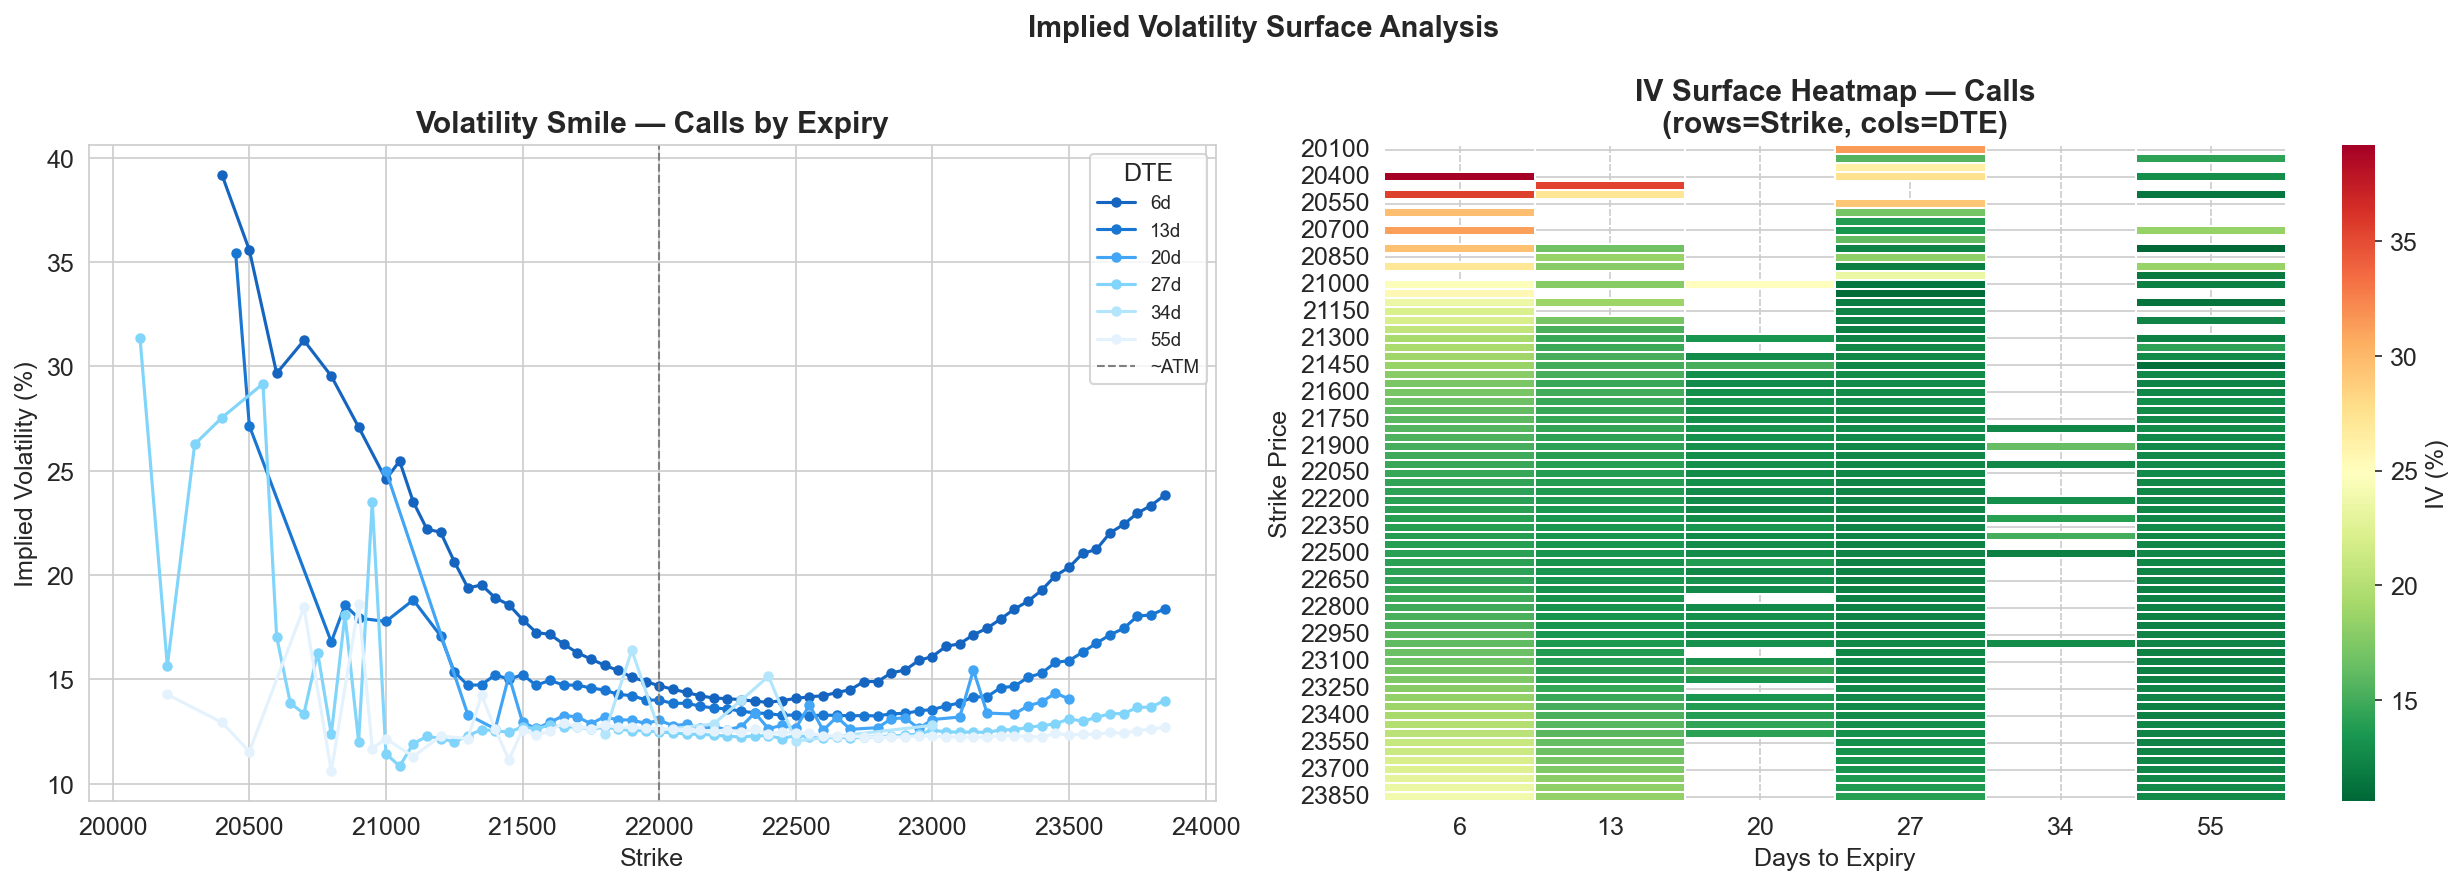 Implied Volatility Surface Analysis
Volatility Smile — Calls by Expiry
Implied Volatility (%)
40
35
30
25
20
15
10
20000 20500 21000 21500 22000 22500 23000 23500 24000
Strike
DTE
6d
13d
20d
27d
34d
55d
~ATM
IV Surface Heatmap — Calls
(rows=Strike, cols=DTE)
Strike Price
20100
20400
20550
20700
20850
21000
21150
21300
21450
21600
21750
21900
22050
22200
22350
22500
22650
22800
22950
23100
23250
23400
23550
23700
23850
6 13 20 27 34 55
Days to Expiry
35
30
25
20
15
IV (%)